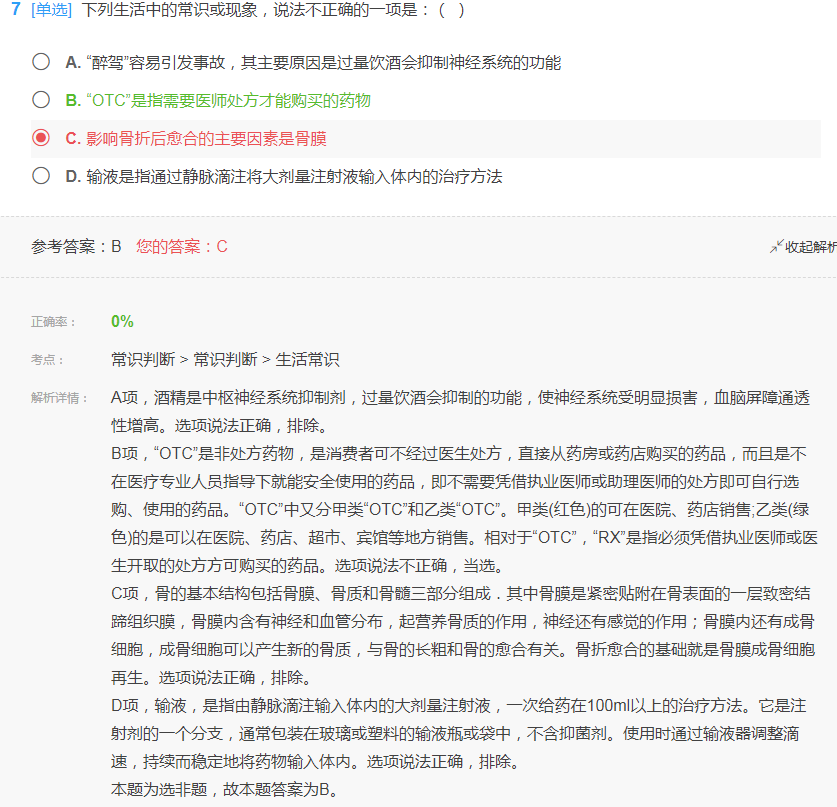 7 [单选] 下列生活中的常识或现象，说法不正确的一项是：（ ）
A. “醉驾”容易引发事故，其主要原因是过量饮酒会抑制神经系统的功能
B. “OTC”是指需要医师处方才能购买的药物
C. 影响骨折后愈合的主要因素是骨膜
D. 输液是指通过静脉滴注将大剂量注射液输入体内的治疗方法
参考答案：B 您的答案：C 收起解析
正确率： 0%
考点： 常识判断 > 常识判断 > 生活常识
解析详情： A项，酒精是中枢神经系统抑制剂，过量饮酒会抑制的功能，使神经系统受明显损害，血脑屏障通透
性增高。选项说法正确，排除。
B项，“OTC”是非处方药物，是消费者可不经过医生处方，直接从药房或药店购买的药品，而且是不
在医疗专业人员指导下就能安全使用的药品，即不需要凭借执业医师或助理医师的处方即可自行选
购、使用的药品。“OTC”中又分甲类“OTC”和乙类“OTC”。甲类(红色)的可在医院、药店销售;乙类(绿
色)的是可以在医院、药店、超市、宾馆等地方销售。相对于“OTC”，“RX”是指必须凭借执业医师或医
生开取的处方方可购买的药品。选项说法不正确，当选。
C项，骨的基本结构包括骨膜、骨质和骨髓三部分组成．其中骨膜是紧密贴附在骨表面的一层致密结
蹄组织膜，骨膜内含有神经和血管分布，起营养骨质的作用，神经还有感觉的作用；骨膜内还有成骨
细胞，成骨细胞可以产生新的骨质，与骨的长粗和骨的愈合有关。骨折愈合的基础就是骨膜成骨细胞
再生。选项说法正确，排除。
D项，输液，是指由静脉滴注输入体内的大剂量注射液，一次给药在100ml以上的治疗方法。它是注
射剂的一个分支，通常包装在玻璃或塑料的输液瓶或袋中，不含抑菌剂。使用时通过输液器调整滴
速，持续而稳定地将药物输入体内。选项说法正确，排除。
本题为选非题，故本题答案为B。